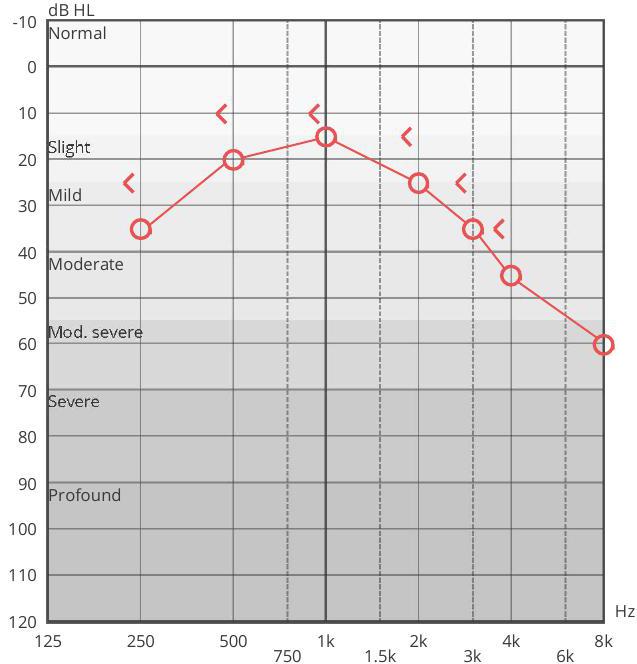 dB HL
-10
Normal
0
10
Slight
20
Mild
30
40
Moderate
50
Mod. severe
60
70
Severe
80
90
Profound
100
110
120
Hz
125 250 500 1k 2k 4k 8k
750 1.5k 3k 6k